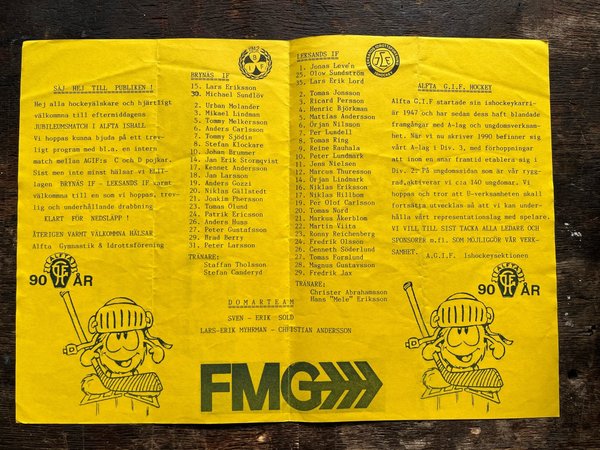 SÄJ HEJ TILL PUBLIKEN !
Hej alla hockeyälskare och hjärtligt
välkomna till eftermiddagens
JUBILEUMSMATCH I ALFTA ISHALL.
Vi hoppas kunna bjuda på ett trev-
ligt program med bl.a. en intern
match mellan AGIF:s C och D pojkar.
Sist men inte minst hälsar vi ELIT-
lagen BRYNÄS IF - LEKSANDS IF varmt
välkomna till en som vi hoppas, trev-
lig och underhållande drabbning
KLART FÖR NEDSLÄPP !
ÅTERIGEN VARMT VÄLKOMNA HÄLSAR
Alfta Gymnastik & Idrottsförening
90 ÅR
BRYNÄS IF
15. Lars Eriksson
30. Michael Sundlöv
2. Urban Molander
3. Mikael Lindman
5. Tommy Melkersson
6. Anders Carlsson
7. Tommy Sjödin
8. Stefan Klockare
10. Johan Brummer
14. Jan Erik Stormqvist
17. Kennet Andersson
18. Jan Larsson
19. Anders Gozzi
20. Niklas Gällstedt
21. Joakim Persson
23. Tomas Ölund
24. Patrik Ericsson
26. Anders Huss
27. Peter Gustafsson
29. Brad Berry
31. Peter Larsson
TRÄNARE:
Staffan Tholsson
Stefan Canderyd
LEKSANDS IF
1. Jonas Leve'n
25. Olov Sundström
35. Lars Erik Lord
2. Tomas Jonsson
3. Ricard Persson
4. Henric Björkman
5. Mattias Andersson
6. Örjan Nilsson
7. Per Lundell
8. Tomas Ring
9. Reine Rauhala
10. Peter Lundmark
11. Jens Nielsen
12. Marcus Thuresson
14. Örjan Lindmark
16. Niklas Eriksson
18. Niklas Hillbom
19. Per Olof Carlsson
20. Tomas Nord
21. Markus Åkerblom
22. Martin Viita
23. Ronny Reichenberg
24. Fredrik Olsson
26. Cenneth Söderlund
27. Tomas Forslund
28. Magnus Gustavsson
29. Fredrik Jax
TRÄNARE:
Christer Abrahamsson
Hans "Mele" Eriksson
DOMARTEAM
SVEN - ERIK SOLD
LARS-ERIK MYHRMAN - CHRISTIAN ANDERSSON
FMG
ALFTA G.I.F. HOCKEY
Alfta G.I.F startade sin ishockeykarri-
är 1947 och har sedan dess haft blandade
framgångar med A-lag och ungdomsverksam-
het. När vi nu skriver 1990 befinner sig
vårt A-lag i Div. 3, med förhoppningar
att inom en snar framtid etablera sig i
Div. 2. På ungdomssidan som är vår rygg-
rad, aktiverar vi ca 140 ungdomar. Vi
hoppas och tror att U-verksamheten skall
fortsätta utvecklas så att vi kan under-
hålla vårt representationslag med spelare.
VI VILL TILL SIST TACKA ALLA LEDARE OCH
SPONSORER m.fl. SOM MÖJLIGGÖR VÅR VERK-
SAMHET. A.G.I.F. Ishockeysektionen
90 ÅR